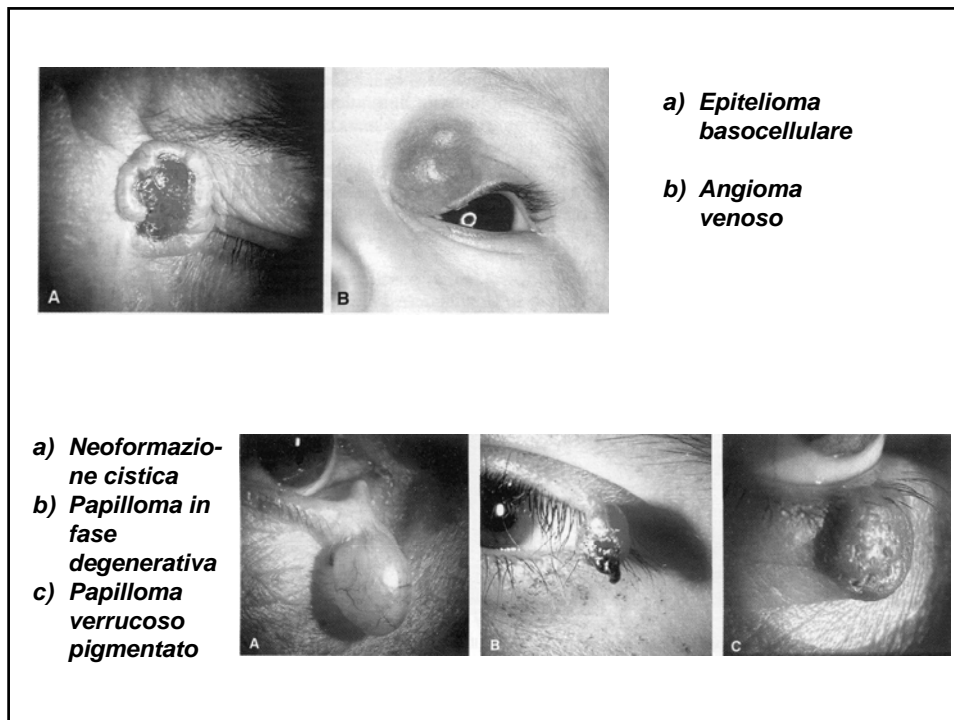 a) Epitelioma
basocellulare
b) Angioma
venoso
A
B
a) Neoformazio-
ne cistica
b) Papilloma in
fase
degenerativa
c) Papilloma
verrucoso
pigmentato
A
B
C